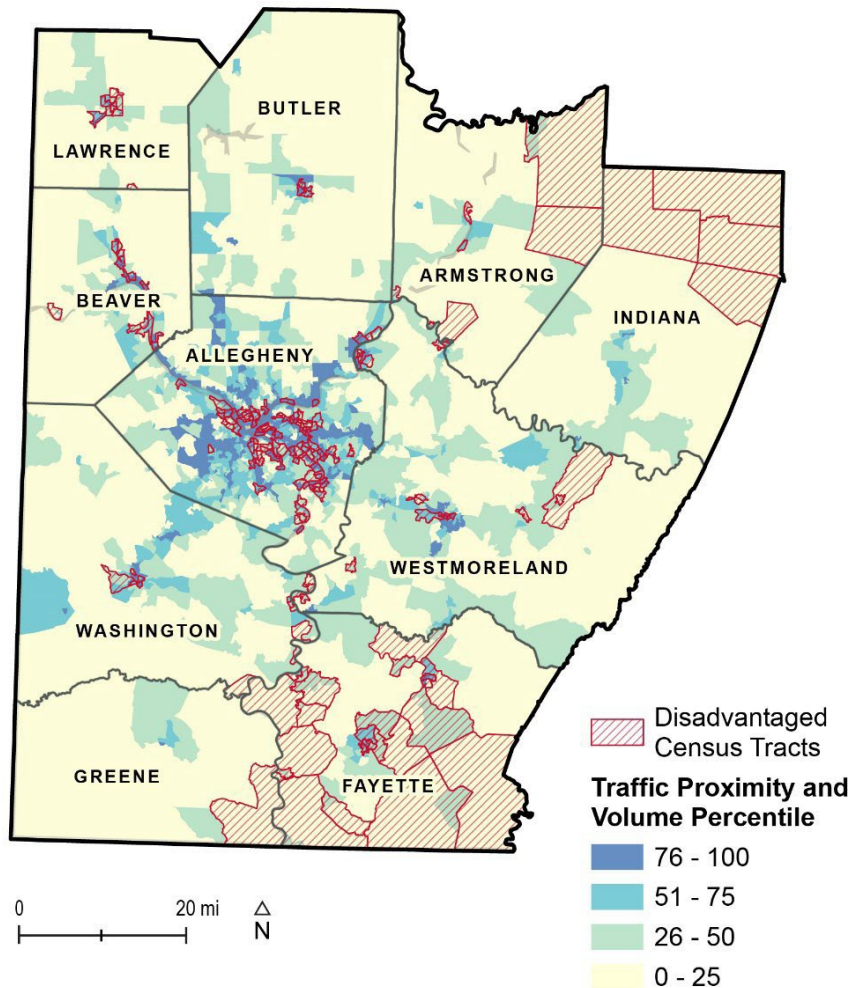 BUTLER
LAWRENCE
ARMSTRONG
BEAVER
INDIANA
ALLEGHENY
WESTMORELAND
WASHINGTON
GREENE
FAYETTE
Disadvantaged
Census Tracts
Traffic Proximity and
Volume Percentile
76 - 100
51 - 75
26 - 50
0 - 25
0 20 mi
N